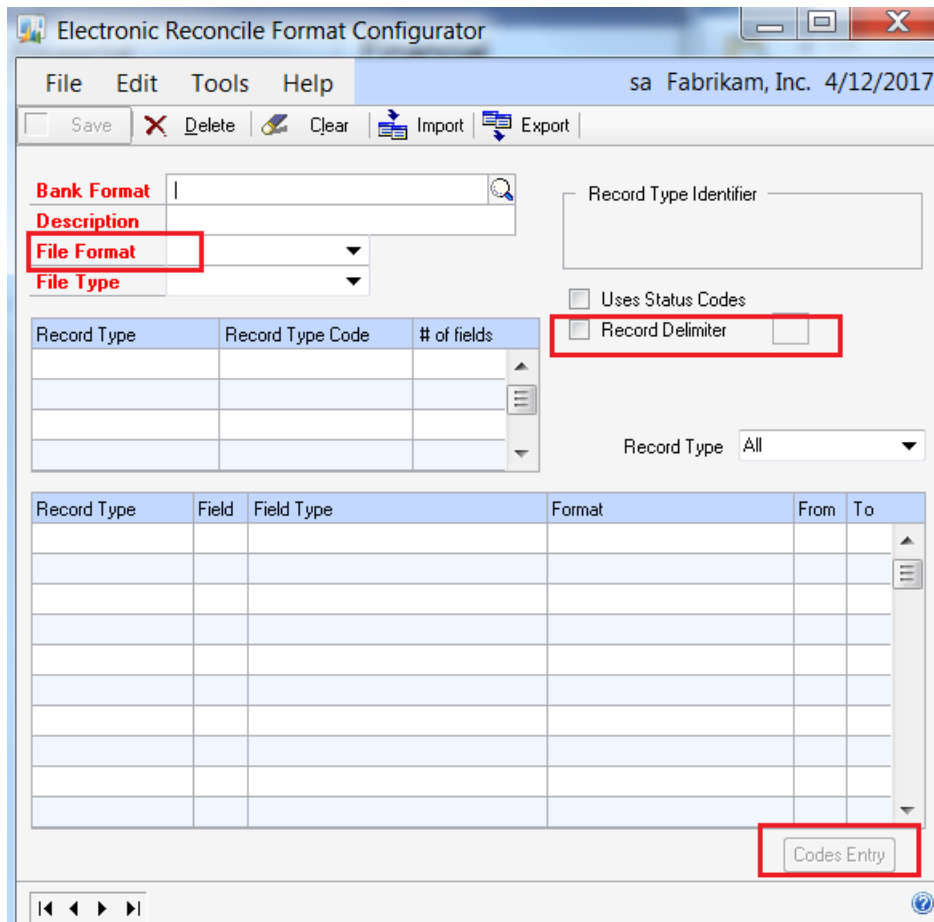 Electronic Reconcile Format Configurator
File Edit Tools Help sa Fabrikam, Inc. 4/12/2017
Save Delete Clear Import Export
Bank Format
Description
File Format
File Type
Record Type Identifier
Uses Status Codes
Record Delimiter
Record Type Record Type Code # of fields
Record Type All
Record Type Field Field Type Format From To
Codes Entry